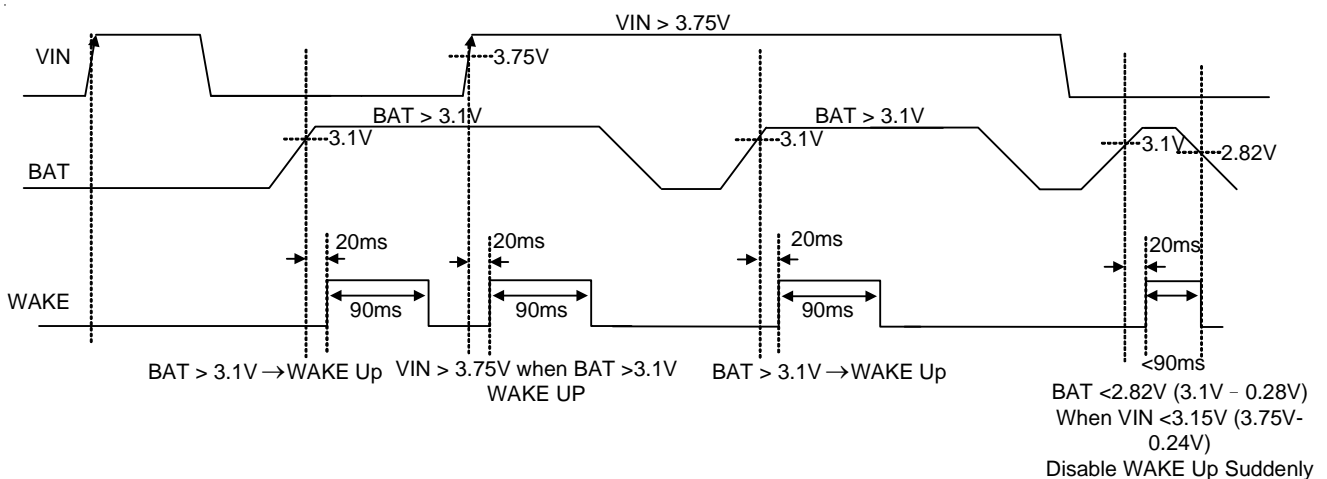 VIN > 3.75V
VIN
3.75V
BAT > 3.1V
BAT > 3.1V
3.1V
3.1V
3.1V
2.82V
BAT
20ms
20ms
20ms
20ms
WAKE
90ms
90ms
90ms
<90ms
BAT > 3.1V →WAKE Up
VIN > 3.75V when BAT >3.1V
WAKE UP
BAT > 3.1V →WAKE Up
BAT <2.82V (3.1V – 0.28V)
When VIN <3.15V (3.75V-
0.24V)
Disable WAKE Up Suddenly